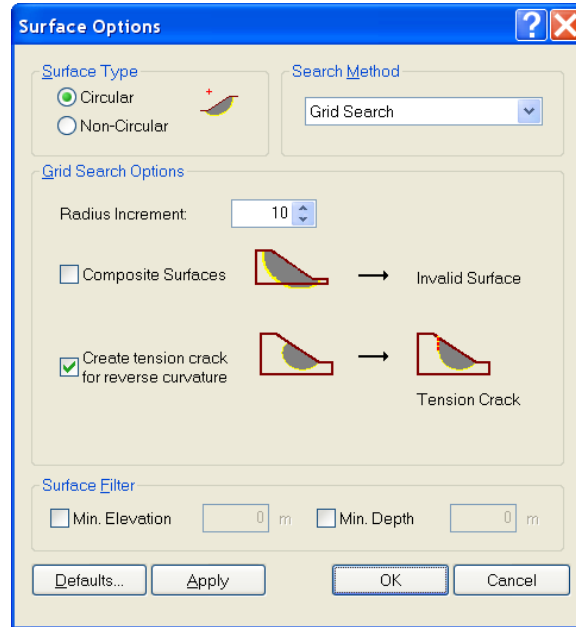 Surface Options
Surface Type
Circular
Non-Circular
Search Method
Grid Search
Grid Search Options
Radius Increment:
10
Composite Surfaces
Invalid Surface
Create tension crack
for reverse curvature
Tension Crack
Surface Filter
Min. Elevation 0 m Min. Depth 0 m
Defaults... Apply OK Cancel